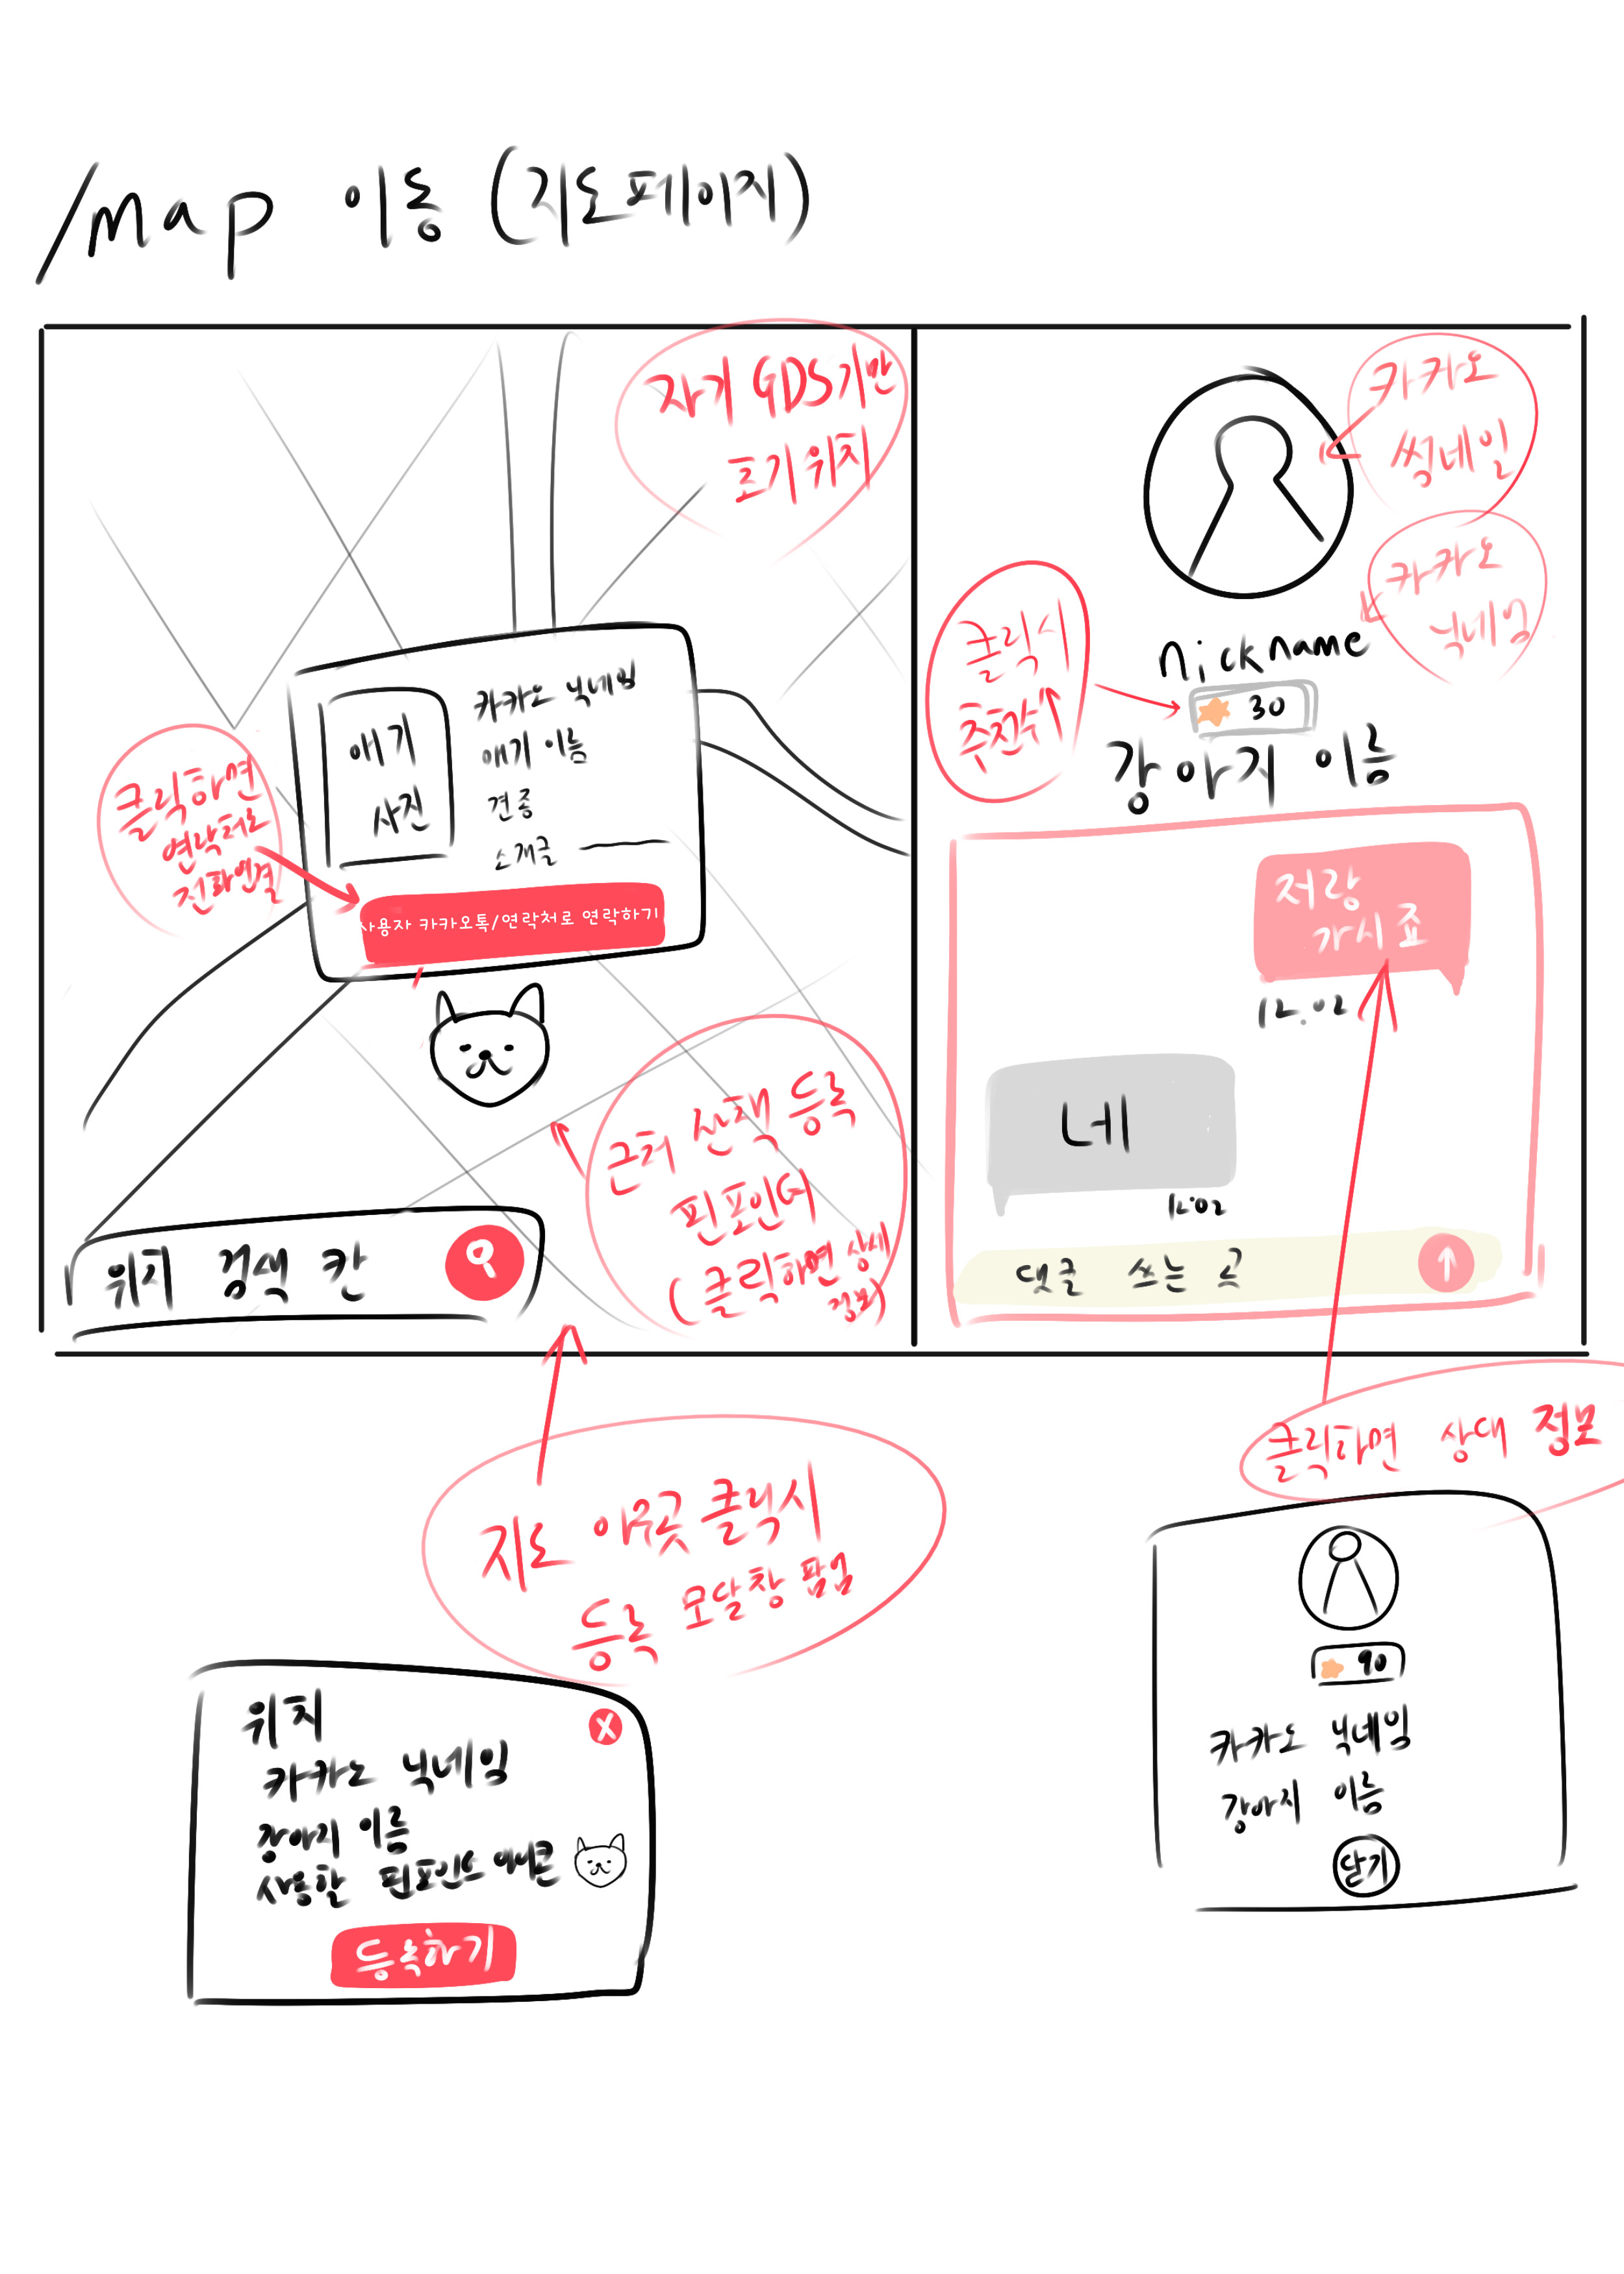 /map 이동 (지도페이지)
자기 GDS기반
초기위치
카카오 닉네임
애기 이름
견종
소개글
애기
사진
사용자 카카오톡/연락처로 연락하기
클릭하면
연락처로
전화연결
근처 산책 등록
핀포인터
(클릭하면 상세
정보)
위치 검색 칸
카카오
썸네일
카카오
닉네임
nickname
30
강아지 이름
클릭시
추천수↑
저랑
가시죠
12:02
네
12:02
댓글 쓰는 곳
지도 아무곳 클릭시
등록 모달창 팝업
위치
X
카카오 닉네임
강아지 이름
사용할 핀포인트 아이콘
등록하기
클릭하면 상대 정보
90
카카오 닉네임
강아지 이름
닫기